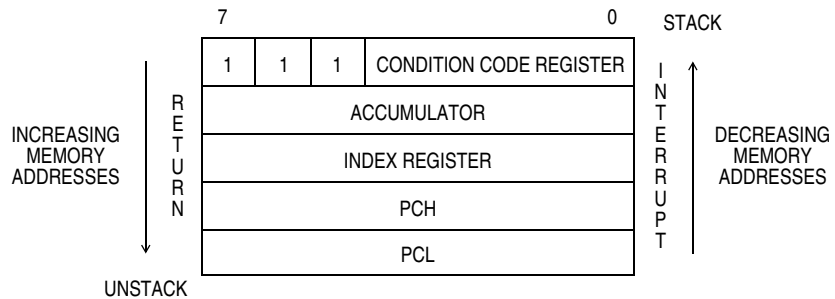 7 0 STACK
1 1 1 CONDITION CODE REGISTER
ACCUMULATOR
INDEX REGISTER
PCH
PCL
INCREASING
MEMORY
ADDRESSES
RETURN
INTERRUPT
DECREASING
MEMORY
ADDRESSES
UNSTACK